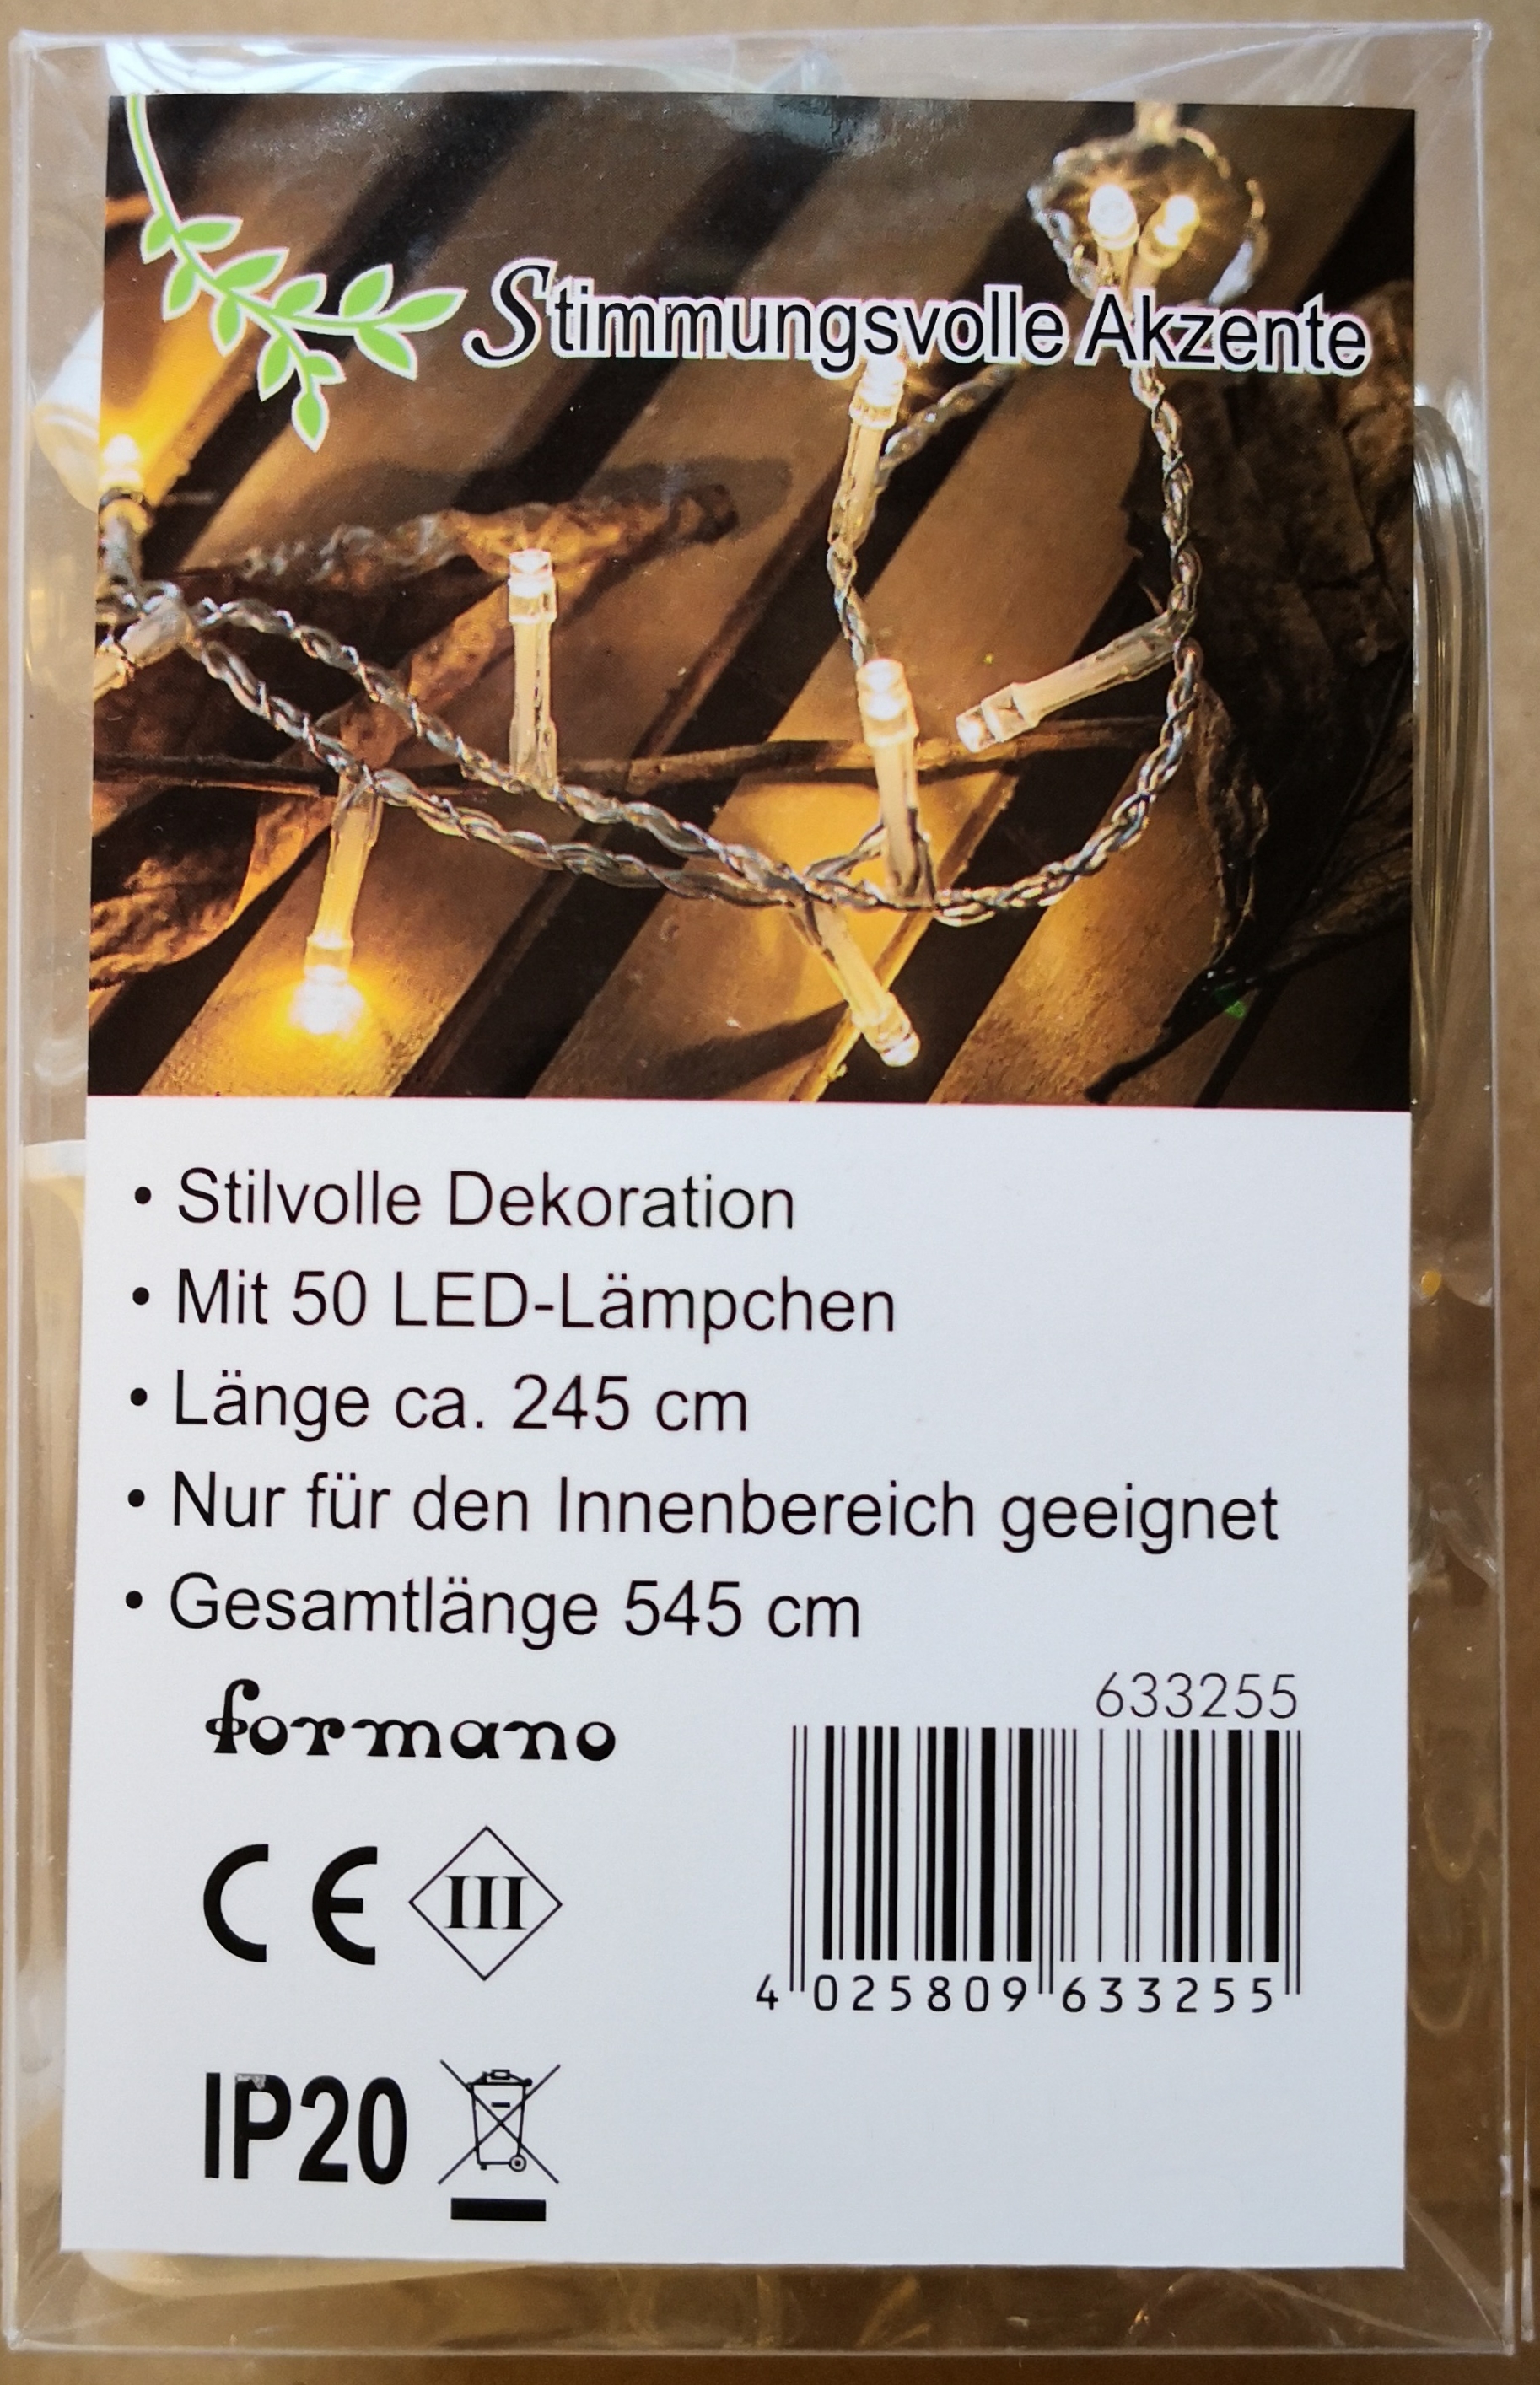 Stimmungsvolle Akzente
• Stilvolle Dekoration
• Mit 50 LED-Lämpchen
• Länge ca. 245 cm
• Nur für den Innenbereich geeignet
• Gesamtlänge 545 cm
formano
633255
CE III
4 025809 633255
IP20